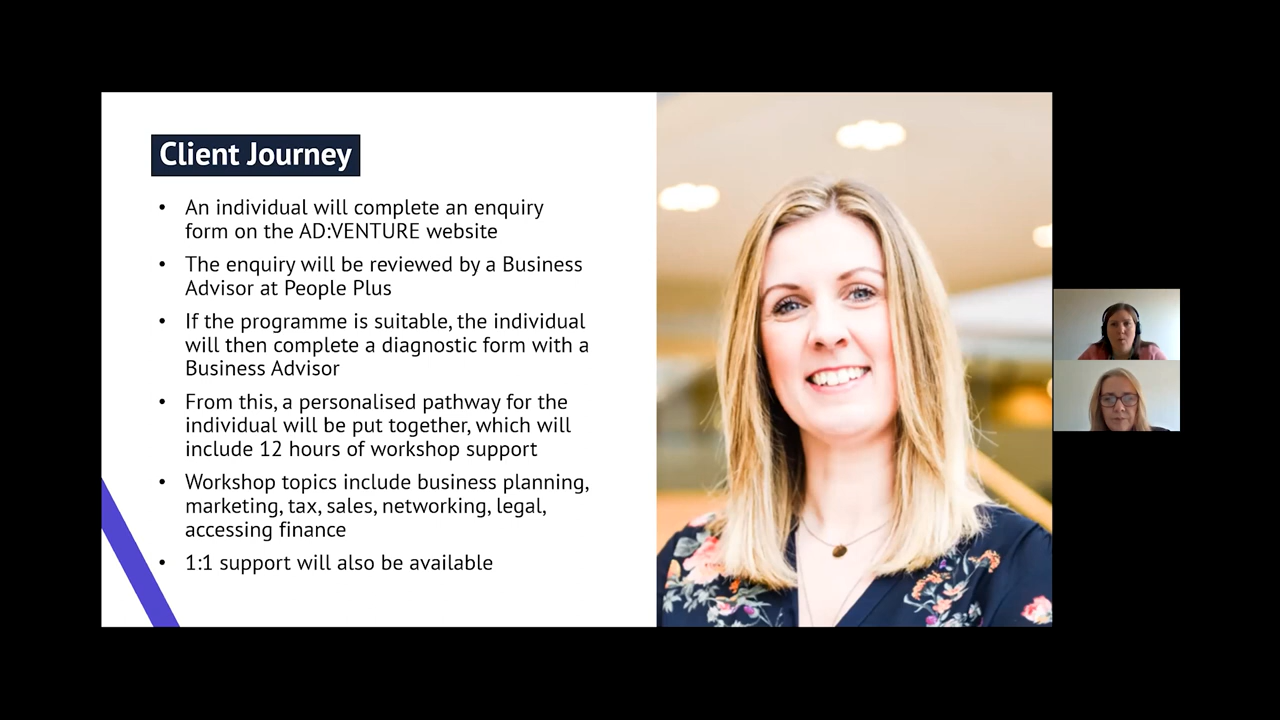 Client Journey
• An individual will complete an enquiry
form on the AD:VENTURE website
• The enquiry will be reviewed by a Business
Advisor at People Plus
• If the programme is suitable, the individual
will then complete a diagnostic form with a
Business Advisor
• From this, a personalised pathway for the
individual will be put together, which will
include 12 hours of workshop support
• Workshop topics include business planning,
marketing, tax, sales, networking, legal,
accessing finance
• 1:1 support will also be available